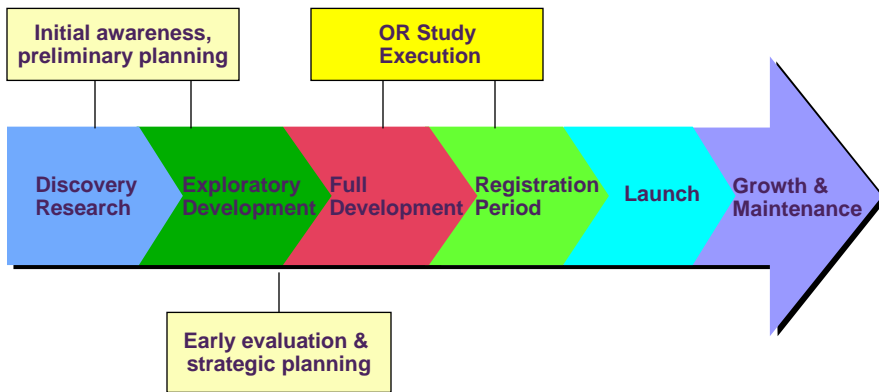 Initial awareness,
preliminary planning
OR Study
Execution
Discovery
Research
Exploratory
Development
Full
Development
Registration
Period
Launch
Growth &
Maintenance
Early evaluation &
strategic planning